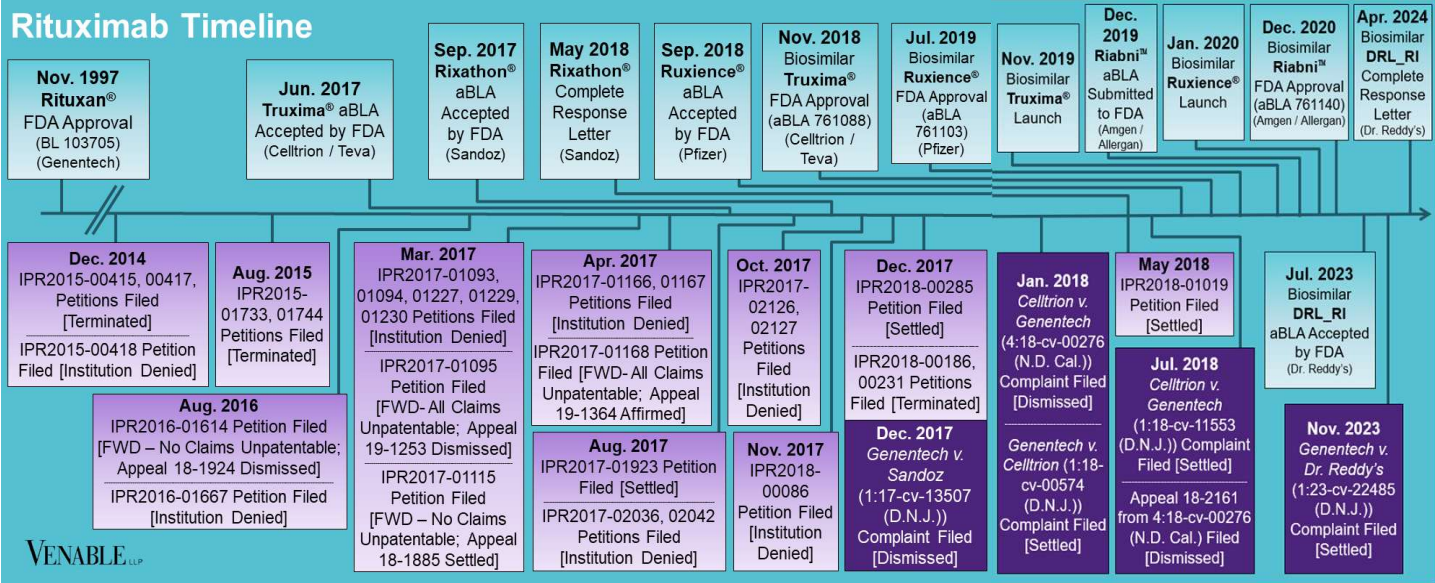 Rituximab Timeline
Nov. 1997
Rituxan®
FDA Approval
(BL 103705)
(Genentech)
Jun. 2017
Truxima® aBLA
Accepted by FDA
(Celltrion / Teva)
Sep. 2017
Rixathon®
aBLA
Accepted
by FDA
(Sandoz)
May 2018
Rixathon®
Complete
Response
Letter
(Sandoz)
Sep. 2018
Ruxience®
aBLA
Accepted
by FDA
(Pfizer)
Nov. 2018
Biosimilar
Truxima®
FDA Approval
(aBLA 761088)
(Celltrion /
Teva)
Jul. 2019
Biosimilar
Ruxience®
FDA Approval
(aBLA
761103)
(Pfizer)
Nov. 2019
Biosimilar
Truxima®
Launch
Dec.
2019
Riabni™
aBLA
Submitted
to FDA
(Amgen /
Allergan)
Jan. 2020
Biosimilar
Ruxience®
Launch
Dec. 2020
Biosimilar
Riabni™
FDA Approval
(aBLA 761140)
(Amgen / Allergan)
Apr. 2024
Biosimilar
DRL_RI
Complete
Response
Letter
(Dr. Reddy's)
Dec. 2014
IPR2015-00415, 00417,
Petitions Filed
[Terminated]
IPR2015-00418 Petition
Filed [Institution Denied]
Aug. 2015
IPR2015-
01733, 01744
Petitions Filed
[Terminated]
Aug. 2016
IPR2016-01614 Petition Filed
[FWD – No Claims Unpatentable;
Appeal 18-1924 Dismissed]
IPR2016-01667 Petition Filed
[Institution Denied]
Mar. 2017
IPR2017-01093,
01094, 01227, 01229,
01230 Petitions Filed
[Institution Denied]
IPR2017-01095
Petition Filed
[FWD- All Claims
Unpatentable; Appeal
19-1253 Dismissed]
IPR2017-01115
Petition Filed
[FWD – No Claims
Unpatentable; Appeal
18-1885 Settled]
Apr. 2017
IPR2017-01166, 01167
Petitions Filed
[Institution Denied]
IPR2017-01168 Petition
Filed [FWD- All Claims
Unpatentable; Appeal
19-1364 Affirmed]
Aug. 2017
IPR2017-01923 Petition
Filed [Settled]
IPR2017-02036, 02042
Petitions Filed
[Institution Denied]
Oct. 2017
IPR2017-
02126,
02127
Petitions
Filed
[Institution
Denied]
Nov. 2017
IPR2018-
00086
Petition Filed
[Institution
Denied]
Dec. 2017
IPR2018-00285
Petition Filed
[Settled]
IPR2018-00186,
00231 Petitions
Filed [Terminated]
Dec. 2017
Genentech v.
Sandoz
(1:17-cv-13507
(D.N.J.))
Complaint Filed
[Dismissed]
Jan. 2018
Celltrion v.
Genentech
(4:18-cv-00276
(N.D. Cal.))
Complaint Filed
[Dismissed]
Genentech v.
Celltrion (1:18-
cv-00574
(D.N.J.))
Complaint Filed
[Settled]
May 2018
IPR2018-01019
Petition Filed
[Settled]
Jul. 2018
Celltrion v.
Genentech
(1:18-cv-11553
(D.N.J.)) Complaint
Filed [Settled]
Appeal 18-2161
from 4:18-cv-00276
(N.D. Cal.) Filed
[Dismissed]
Jul. 2023
Biosimilar
DRL_RI
aBLA Accepted
by FDA
(Dr. Reddy's)
Nov. 2023
Genentech v.
Dr. Reddy's
(1:23-cv-22485
(D.N.J.))
Complaint Filed
[Settled]
VENABLE LLP